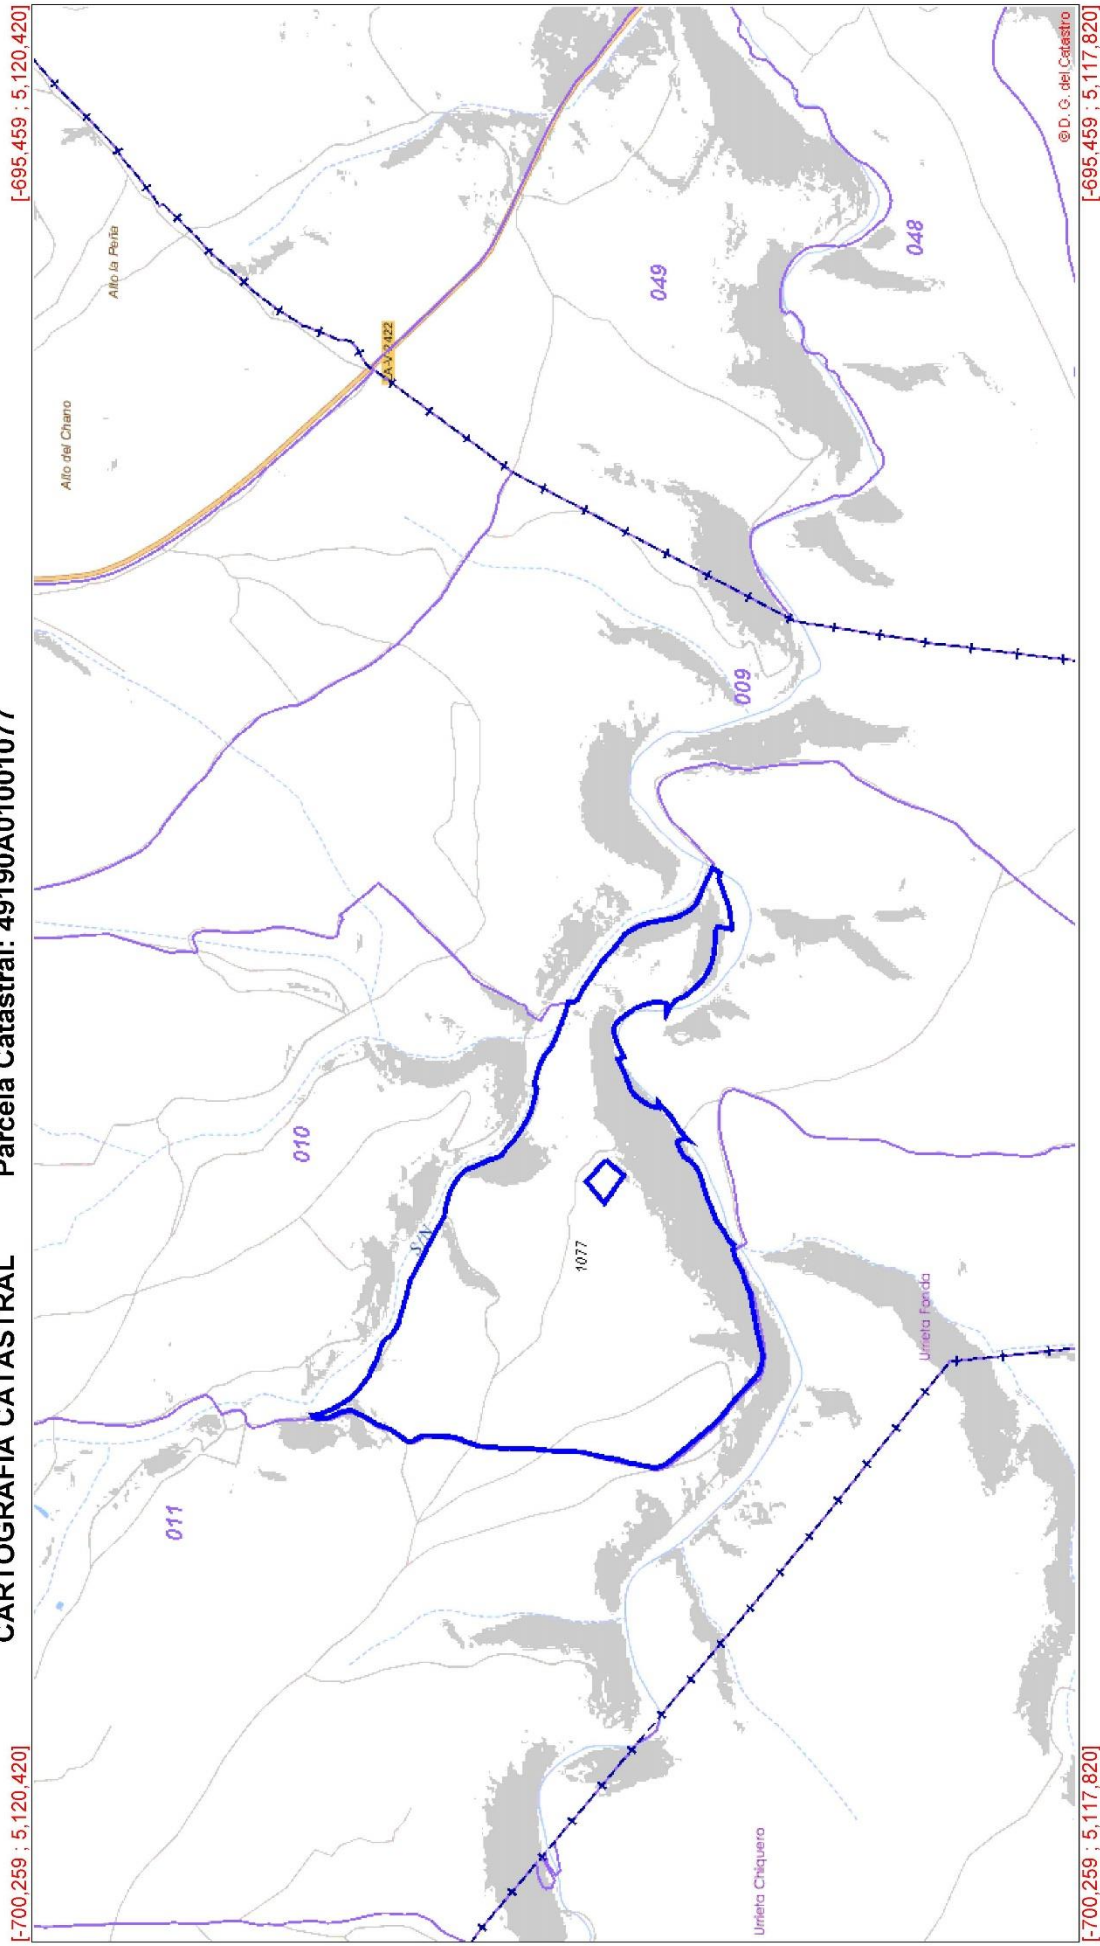 CARTOGRAFÍA CATASTRAL Parcela Catastral: 49190A01001077
[-700,259 ; 5,120,420]
[-695,459 ; 5,120,420]
Alto del Chano
Alto la Peña
011
010
S/N
1077
ZA-V-2422
049
009
048
Urrieta Chiquero
Urrieta Fonda
© D. G. del Catastro
[-700,259 ; 5,117,820]
[-695,459 ; 5,117,820]